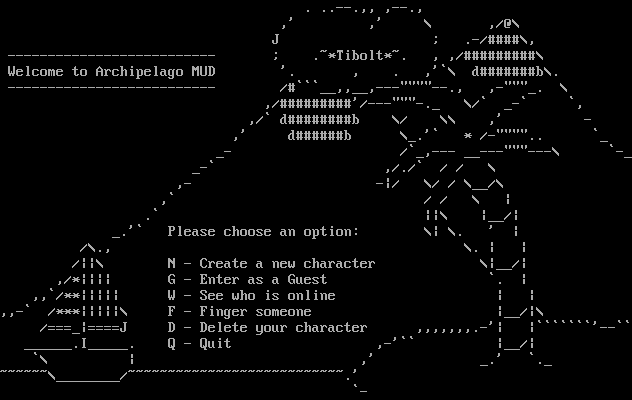 ~*Tibolt*~
Welcome to Archipelago MUD
Please choose an option:
N - Create a new character
G - Enter as a Guest
W - See who is online
F - Finger someone
D - Delete your character
Q - Quit